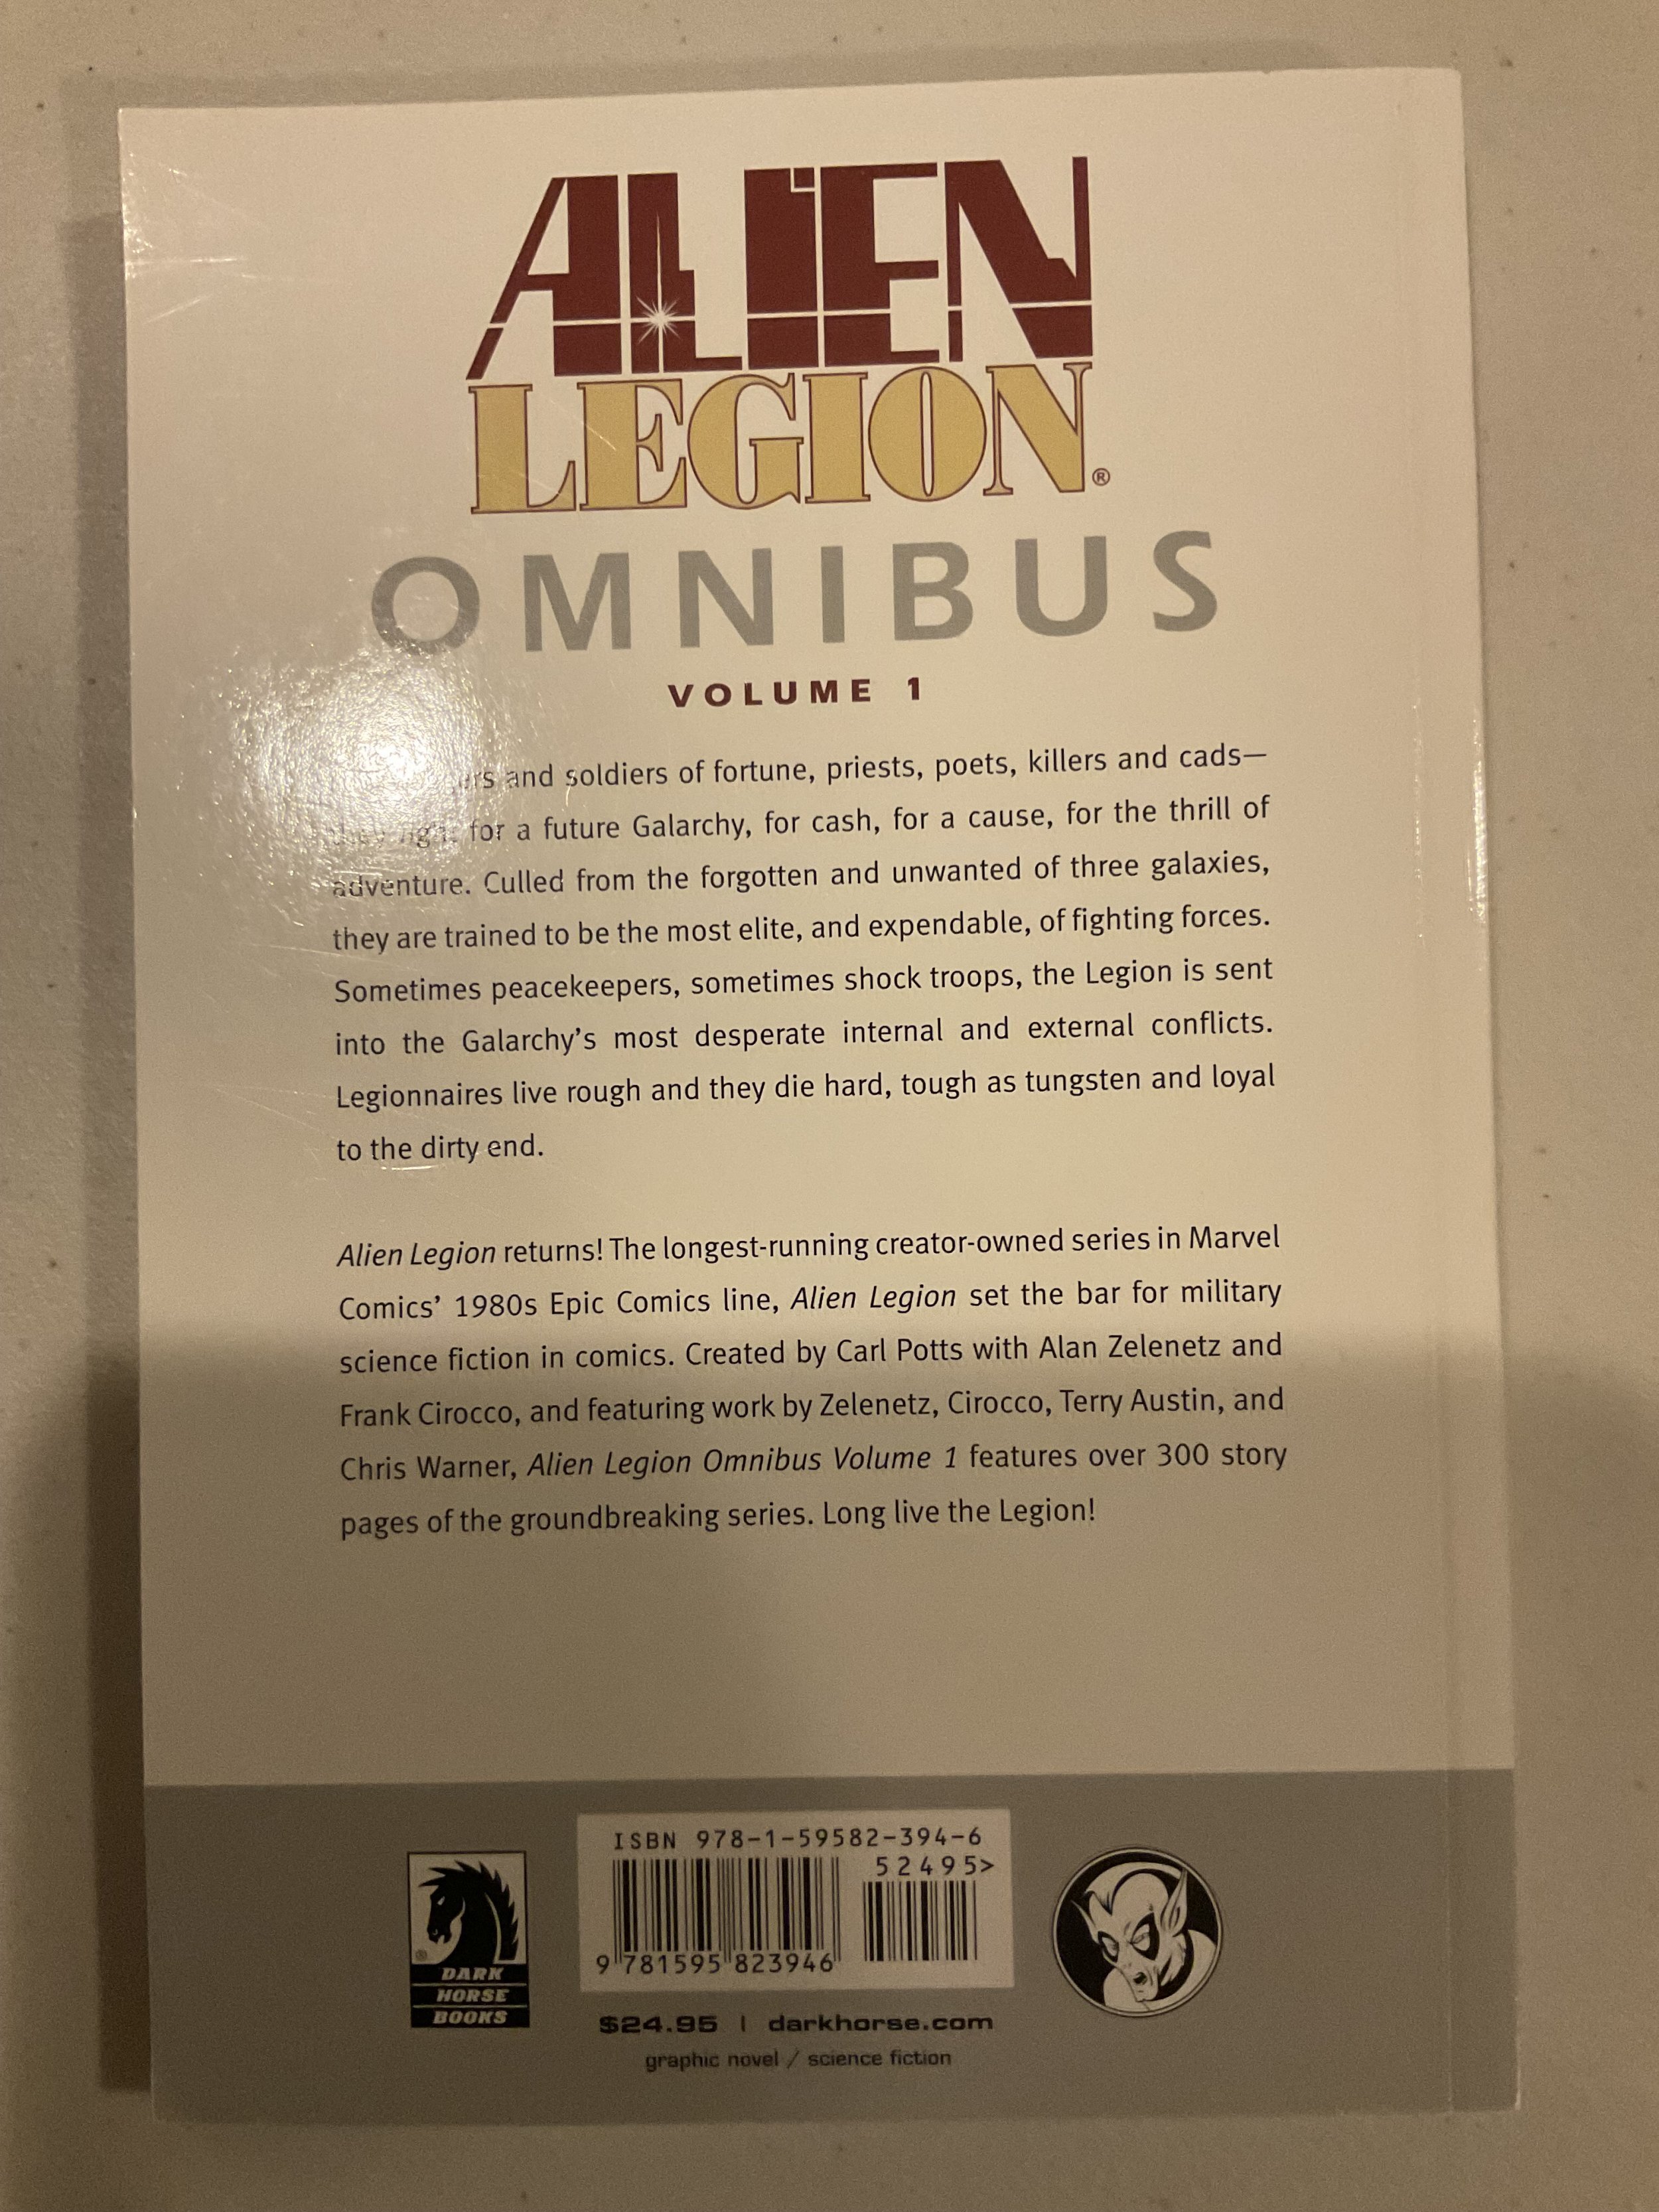 ALIEN
LEGION®
OMNIBUS
VOLUME 1
and soldiers of fortune, priests, poets, killers and cads—
for a future Galarchy, for cash, for a cause, for the thrill of
adventure. Culled from the forgotten and unwanted of three galaxies,
they are trained to be the most elite, and expendable, of fighting forces.
Sometimes peacekeepers, sometimes shock troops, the Legion is sent
into the Galarchy’s most desperate internal and external conflicts.
Legionnaires live rough and they die hard, tough as tungsten and loyal
to the dirty end.
Alien Legion returns! The longest-running creator-owned series in Marvel
Comics’ 1980s Epic Comics line, Alien Legion set the bar for military
science fiction in comics. Created by Carl Potts with Alan Zelenetz and
Frank Cirocco, and featuring work by Zelenetz, Cirocco, Terry Austin, and
Chris Warner, Alien Legion Omnibus Volume 1 features over 300 story
pages of the groundbreaking series. Long live the Legion!
®
DARK
HORSE
BOOKS
ISBN 978-1-59582-394-6
52495>
9 781595 823946
$24.95 | darkhorse.com
graphic novel / science fiction